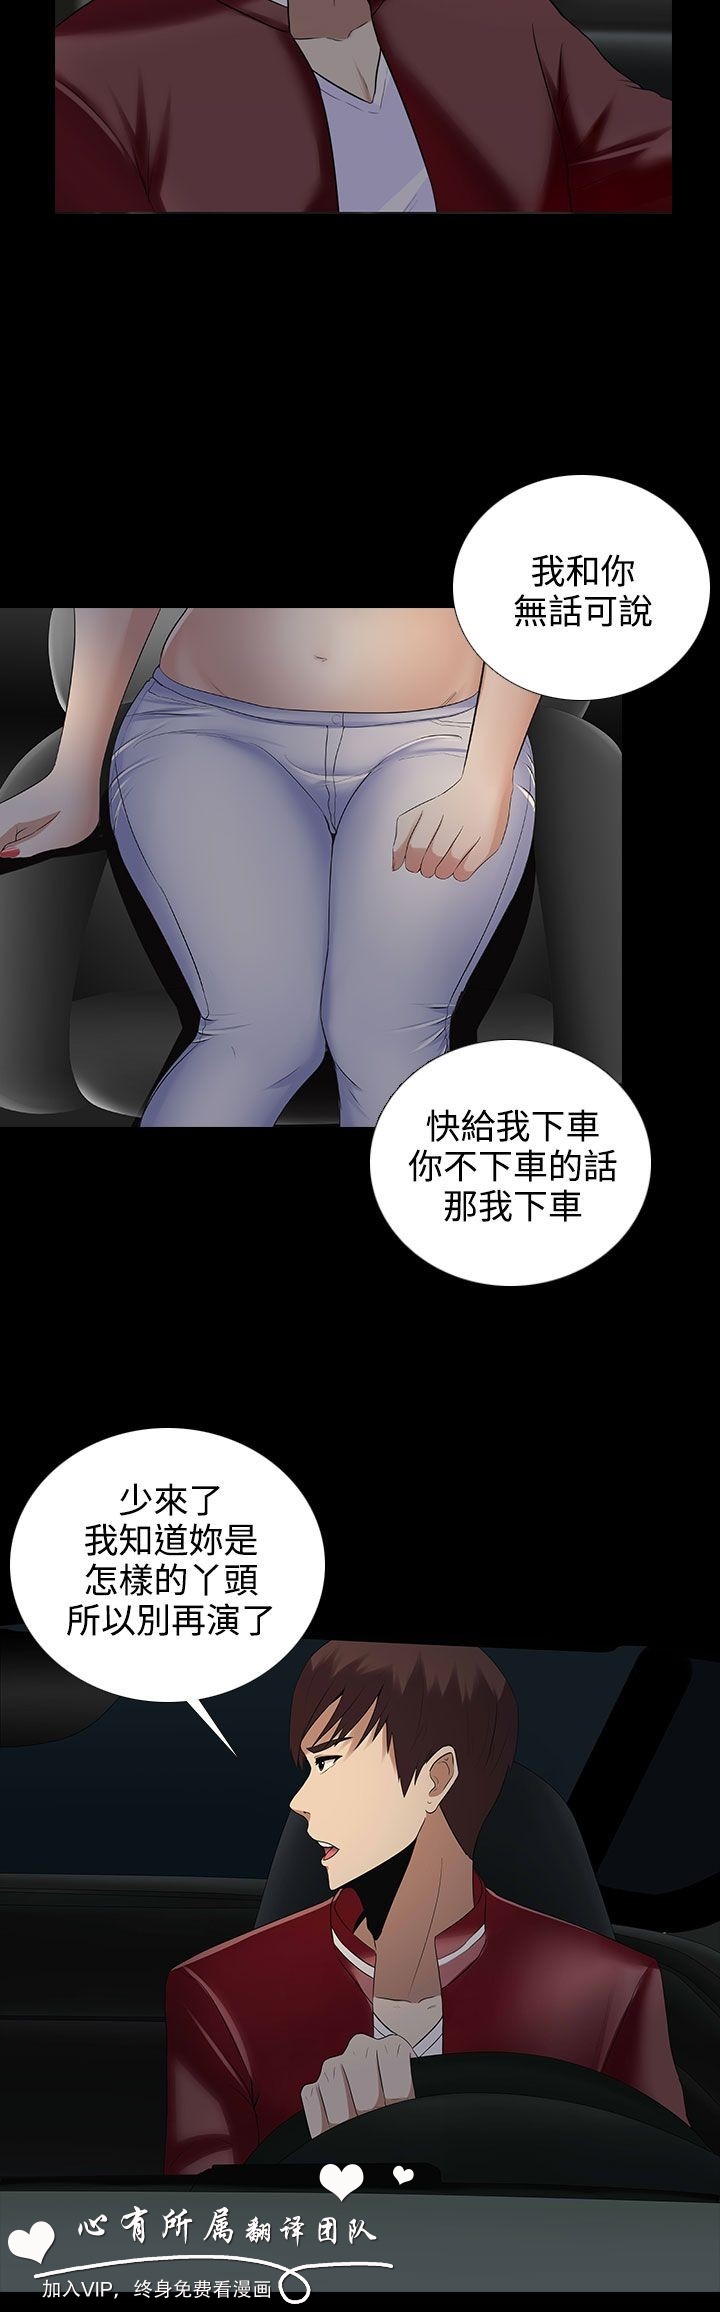 我和你
無話可說
快給我下車
你不下車的話
那我下車
少來了
我知道妳是
怎樣的丫頭
所以別再演了
心有所属翻译团队
加入VIP，终身免费看漫画